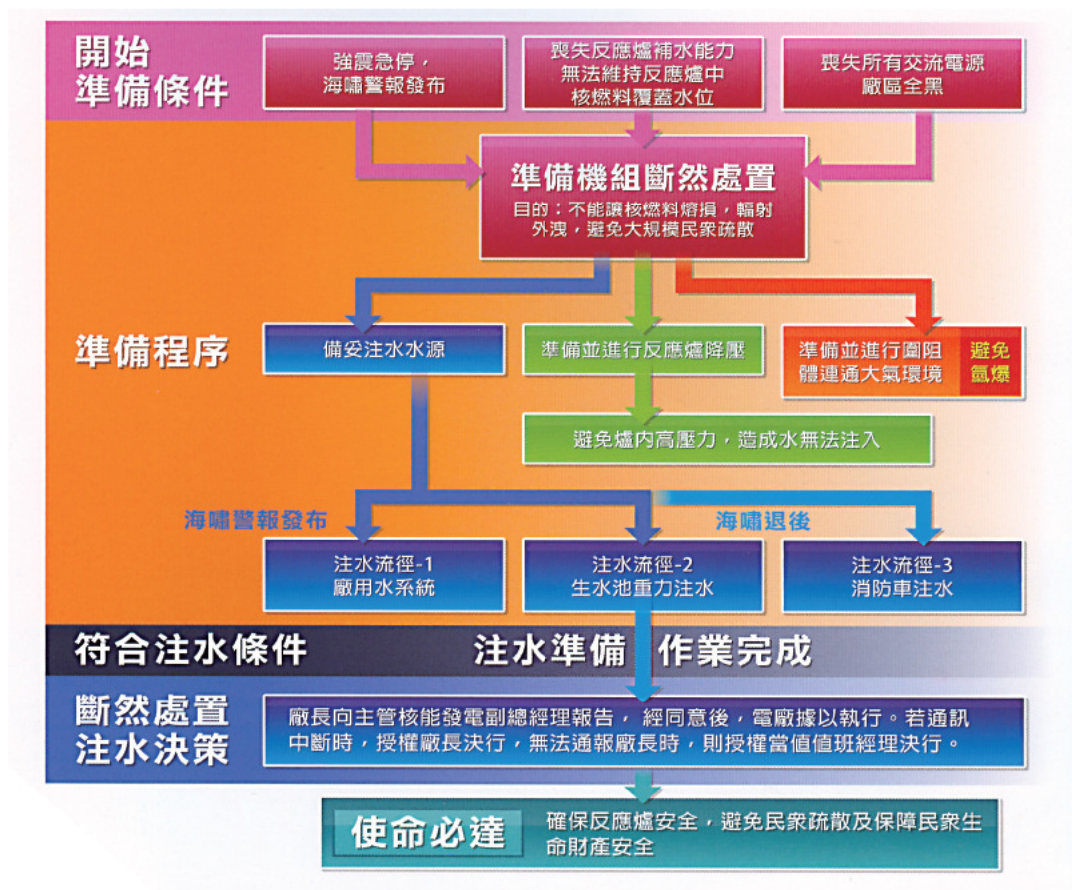 開始
準備條件
強震急停，
海嘯警報發布
喪失反應爐補水能力
無法維持反應爐中
核燃料覆蓋水位
喪失所有交流電源
廠區全黑
準備機組斷然處置
目的：不能讓核燃料熔損，輻射
外洩，避免大規模民眾疏散
準備程序
備妥注水水源
準備並進行反應爐降壓
準備並進行圍阻
體連通大氣環境
避免
氫爆
避免爐內高壓力，造成水無法注入
海嘯警報發布
海嘯退後
注水流徑-1
廠用水系統
注水流徑-2
生水池重力注水
注水流徑-3
消防車注水
符合注水條件
注水準備 作業完成
斷然處置
注水決策
廠長向主管核能發電副總經理報告， 經同意後，電廠據以執行。若通訊
中斷時，授權廠長決行，無法通報廠長時，則授權當值值班經理決行。
使命必達
確保反應爐安全，避免民眾疏散及保障民眾生
命財產安全